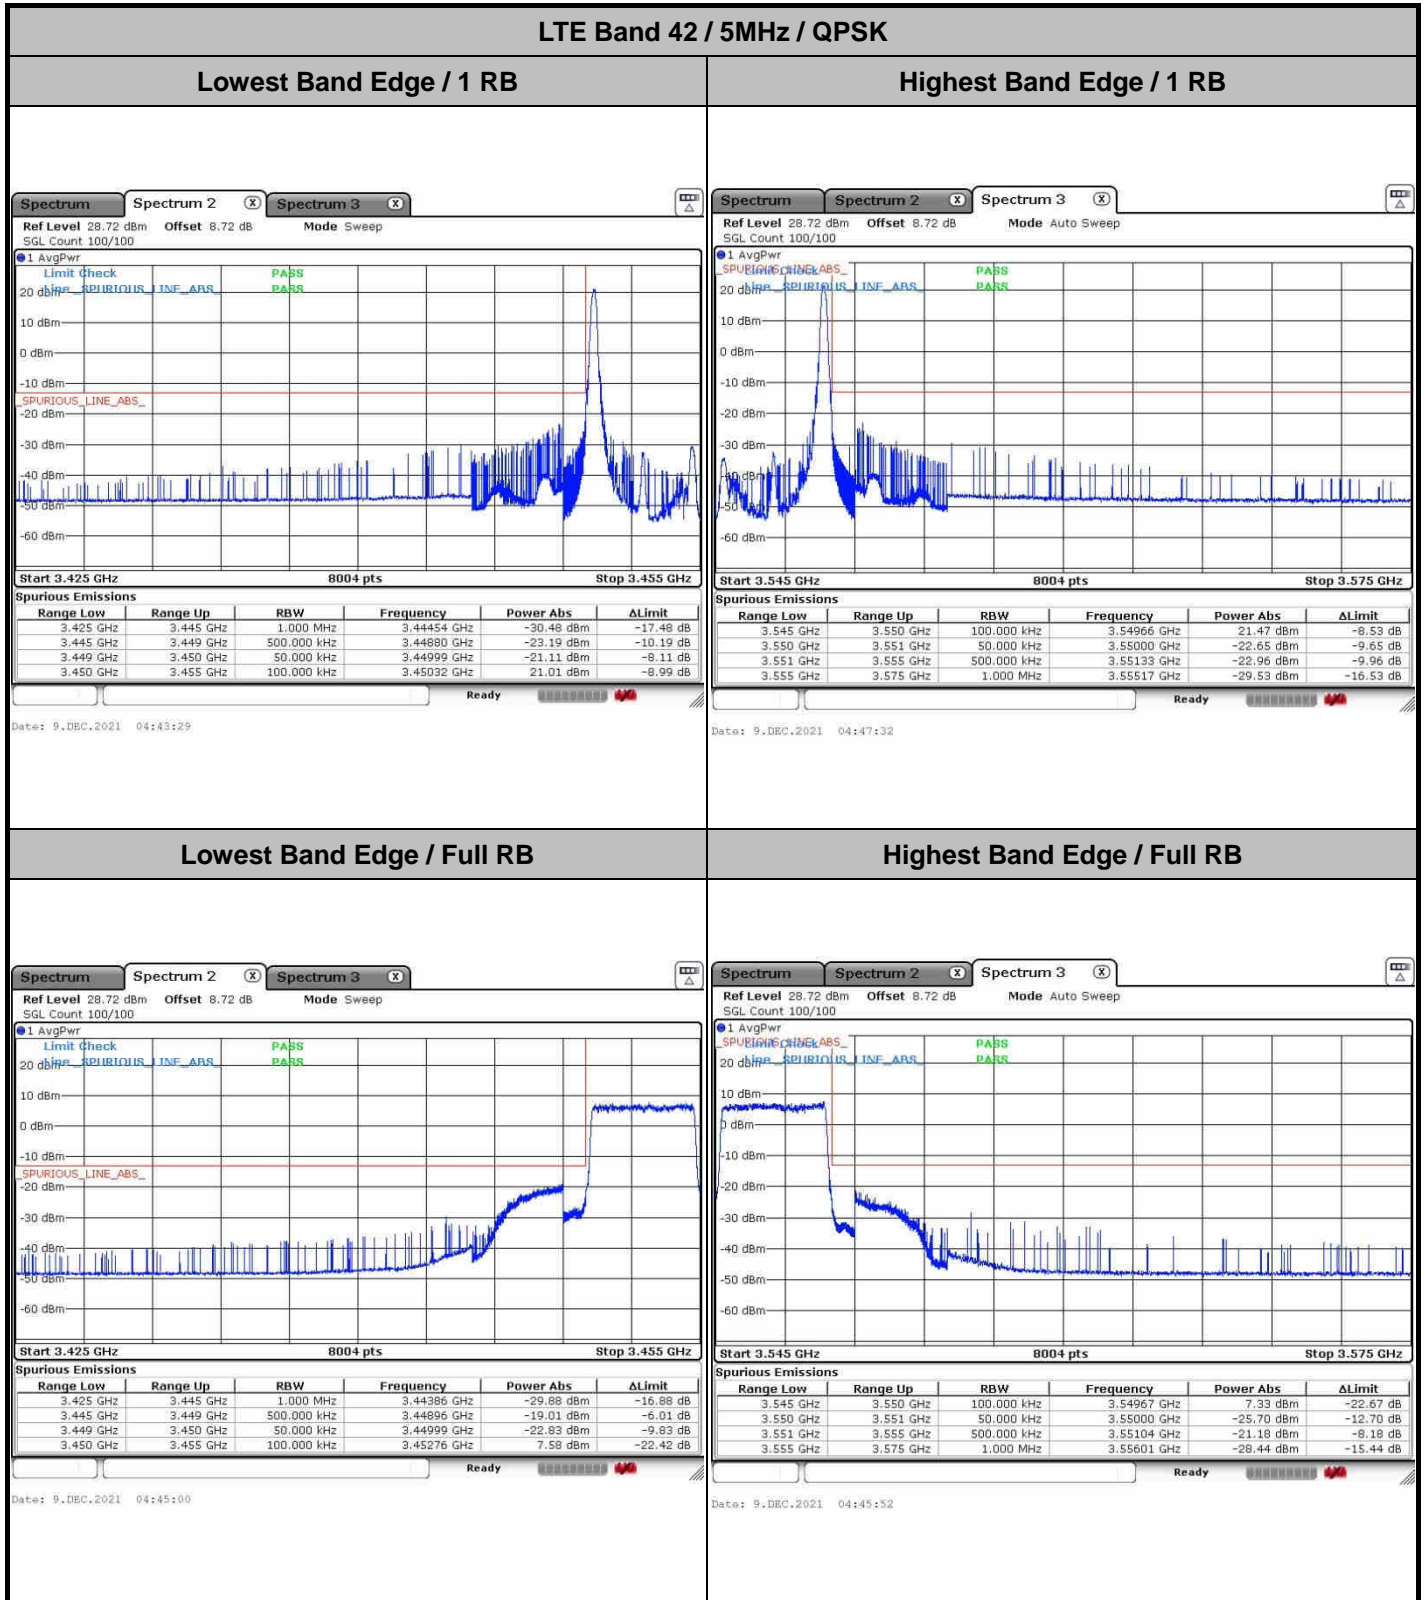 LTE Band 42 / 5MHz / QPSK
Lowest Band Edge / 1 RB
Highest Band Edge / 1 RB
Spectrum Spectrum 2 X Spectrum 3 X
Ref Level 28.72 dBm Offset 8.72 dB Mode Sweep
SGL Count 100/100
1 AvgPwr
Limit Check PASS
Line _SPURIOUS_LINE_ABS_ PASS
20 dBm
10 dBm
0 dBm
-10 dBm
_SPURIOUS_LINE_ABS_
-20 dBm
-30 dBm
-40 dBm
-50 dBm
-60 dBm
Start 3.425 GHz 8004 pts Stop 3.455 GHz
Spurious Emissions
Range Low Range Up RBW Frequency Power Abs ΔLimit
3.425 GHz 3.445 GHz 1.000 MHz 3.44454 GHz -30.48 dBm -17.48 dB
3.445 GHz 3.449 GHz 500.000 kHz 3.44880 GHz -23.19 dBm -10.19 dB
3.449 GHz 3.450 GHz 50.000 kHz 3.44999 GHz -21.11 dBm -8.11 dB
3.450 GHz 3.455 GHz 100.000 kHz 3.45032 GHz 21.01 dBm -8.99 dB
Ready
Date: 9.DEC.2021 04:43:29
Spectrum Spectrum 2 X Spectrum 3 X
Ref Level 28.72 dBm Offset 8.72 dB Mode Auto Sweep
SGL Count 100/100
1 AvgPwr
_SPURIOUS_LINE_ABS_
Limit Check PASS
Line _SPURIOUS_LINE_ABS_ PASS
20 dBm
10 dBm
0 dBm
-10 dBm
-20 dBm
-30 dBm
-40 dBm
-50 dBm
-60 dBm
Start 3.545 GHz 8004 pts Stop 3.575 GHz
Spurious Emissions
Range Low Range Up RBW Frequency Power Abs ΔLimit
3.545 GHz 3.550 GHz 100.000 kHz 3.54966 GHz 21.47 dBm -8.53 dB
3.550 GHz 3.551 GHz 50.000 kHz 3.55000 GHz -22.65 dBm -9.65 dB
3.551 GHz 3.555 GHz 500.000 kHz 3.55133 GHz -22.96 dBm -9.96 dB
3.555 GHz 3.575 GHz 1.000 MHz 3.55517 GHz -29.53 dBm -16.53 dB
Ready
Date: 9.DEC.2021 04:47:32
Lowest Band Edge / Full RB
Highest Band Edge / Full RB
Spectrum Spectrum 2 X Spectrum 3 X
Ref Level 28.72 dBm Offset 8.72 dB Mode Sweep
SGL Count 100/100
1 AvgPwr
Limit Check PASS
Line _SPURIOUS_LINE_ABS_ PASS
20 dBm
10 dBm
0 dBm
-10 dBm
_SPURIOUS_LINE_ABS_
-20 dBm
-30 dBm
-40 dBm
-50 dBm
-60 dBm
Start 3.425 GHz 8004 pts Stop 3.455 GHz
Spurious Emissions
Range Low Range Up RBW Frequency Power Abs ΔLimit
3.425 GHz 3.445 GHz 1.000 MHz 3.44386 GHz -29.88 dBm -16.88 dB
3.445 GHz 3.449 GHz 500.000 kHz 3.44896 GHz -19.01 dBm -6.01 dB
3.449 GHz 3.450 GHz 50.000 kHz 3.44999 GHz -22.83 dBm -9.83 dB
3.450 GHz 3.455 GHz 100.000 kHz 3.45276 GHz 7.58 dBm -22.42 dB
Ready
Date: 9.DEC.2021 04:45:00
Spectrum Spectrum 2 X Spectrum 3 X
Ref Level 28.72 dBm Offset 8.72 dB Mode Auto Sweep
SGL Count 100/100
1 AvgPwr
_SPURIOUS_LINE_ABS_
Limit Check PASS
Line _SPURIOUS_LINE_ABS_ PASS
20 dBm
10 dBm
0 dBm
-10 dBm
-20 dBm
-30 dBm
-40 dBm
-50 dBm
-60 dBm
Start 3.545 GHz 8004 pts Stop 3.575 GHz
Spurious Emissions
Range Low Range Up RBW Frequency Power Abs ΔLimit
3.545 GHz 3.550 GHz 100.000 kHz 3.54967 GHz 7.33 dBm -22.67 dB
3.550 GHz 3.551 GHz 50.000 kHz 3.55000 GHz -25.70 dBm -12.70 dB
3.551 GHz 3.555 GHz 500.000 kHz 3.55104 GHz -21.18 dBm -8.18 dB
3.555 GHz 3.575 GHz 1.000 MHz 3.55601 GHz -28.44 dBm -15.44 dB
Ready
Date: 9.DEC.2021 04:45:52